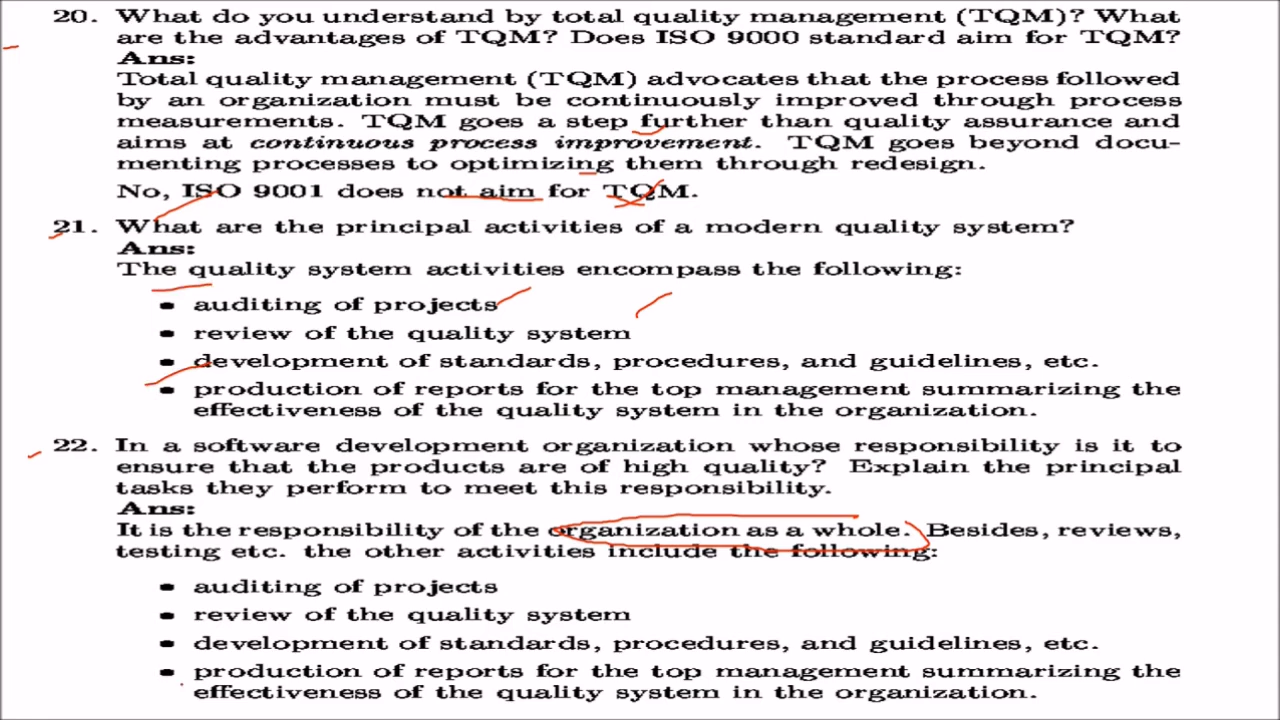 20. What do you understand by total quality management (TQM)? What
are the advantages of TQM? Does ISO 9000 standard aim for TQM?
Ans:
Total quality management (TQM) advocates that the process followed
by an organization must be continuously improved through process
measurements. TQM goes a step further than quality assurance and
aims at continuous process improvement. TQM goes beyond docu-
menting processes to optimizing them through redesign.
No, ISO 9001 does not aim for TQM.
21. What are the principal activities of a modern quality system?
Ans:
The quality system activities encompass the following:
• auditing of projects
• review of the quality system
• development of standards, procedures, and guidelines, etc.
• production of reports for the top management summarizing the
effectiveness of the quality system in the organization.
22. In a software development organization whose responsibility is it to
ensure that the products are of high quality? Explain the principal
tasks they perform to meet this responsibility.
Ans:
It is the responsibility of the organization as a whole. Besides, reviews,
testing etc. the other activities include the following:
• auditing of projects
• review of the quality system
• development of standards, procedures, and guidelines, etc.
• production of reports for the top management summarizing the
effectiveness of the quality system in the organization.